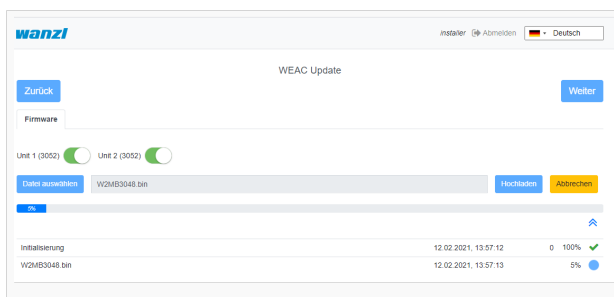 wanzl
installer Abmelden Deutsch
WEAC Update
Zurück Weiter
Firmware
Unit 1 (3052) Unit 2 (3052)
Datei auswählen W2MB3048.bin Hochladen Abbrechen
5%
Initialisierung 12.02.2021, 13:57:12 0 100%
W2MB3048.bin 12.02.2021, 13:57:13 5%